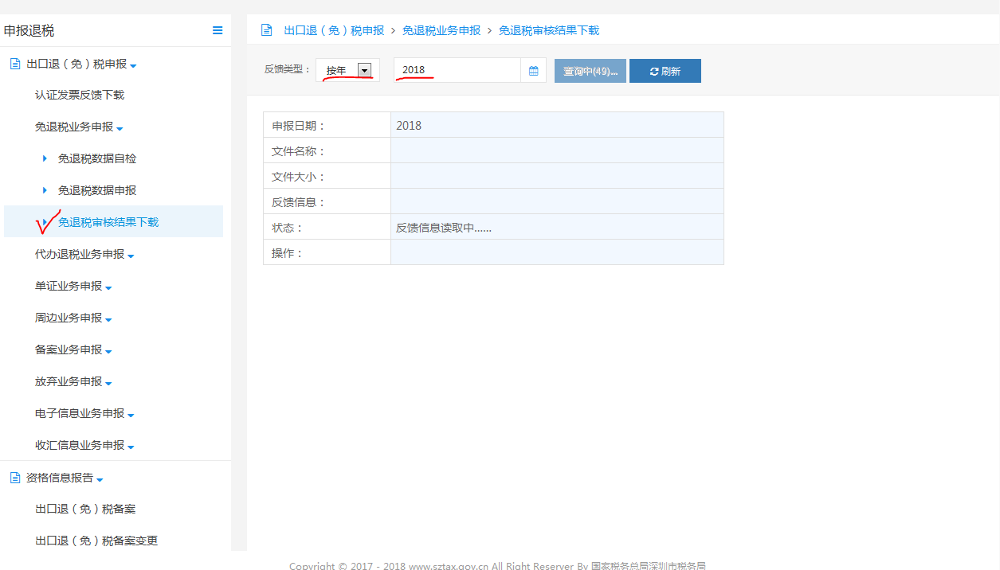 申报退税
出口退（免）税申报
认证发票反馈下载
免退税业务申报
免退税数据自检
免退税数据申报
免退税审核结果下载
代办退税业务申报
单证业务申报
周边业务申报
备案业务申报
放弃业务申报
电子信息业务申报
收汇信息业务申报
资格信息报告
出口退（免）税备案
出口退（免）税备案变更
出口退（免）税申报 > 免退税业务申报 > 免退税审核结果下载
反馈类型： 按年 2018 查询中(49)... 刷新
申报日期： 2018
文件名称：
文件大小：
反馈信息：
状态： 反馈信息读取中......
操作：
Copyright © 2017 - 2018 www.sztax.gov.cn All Right Reserver By 国家税务总局深圳市税务局